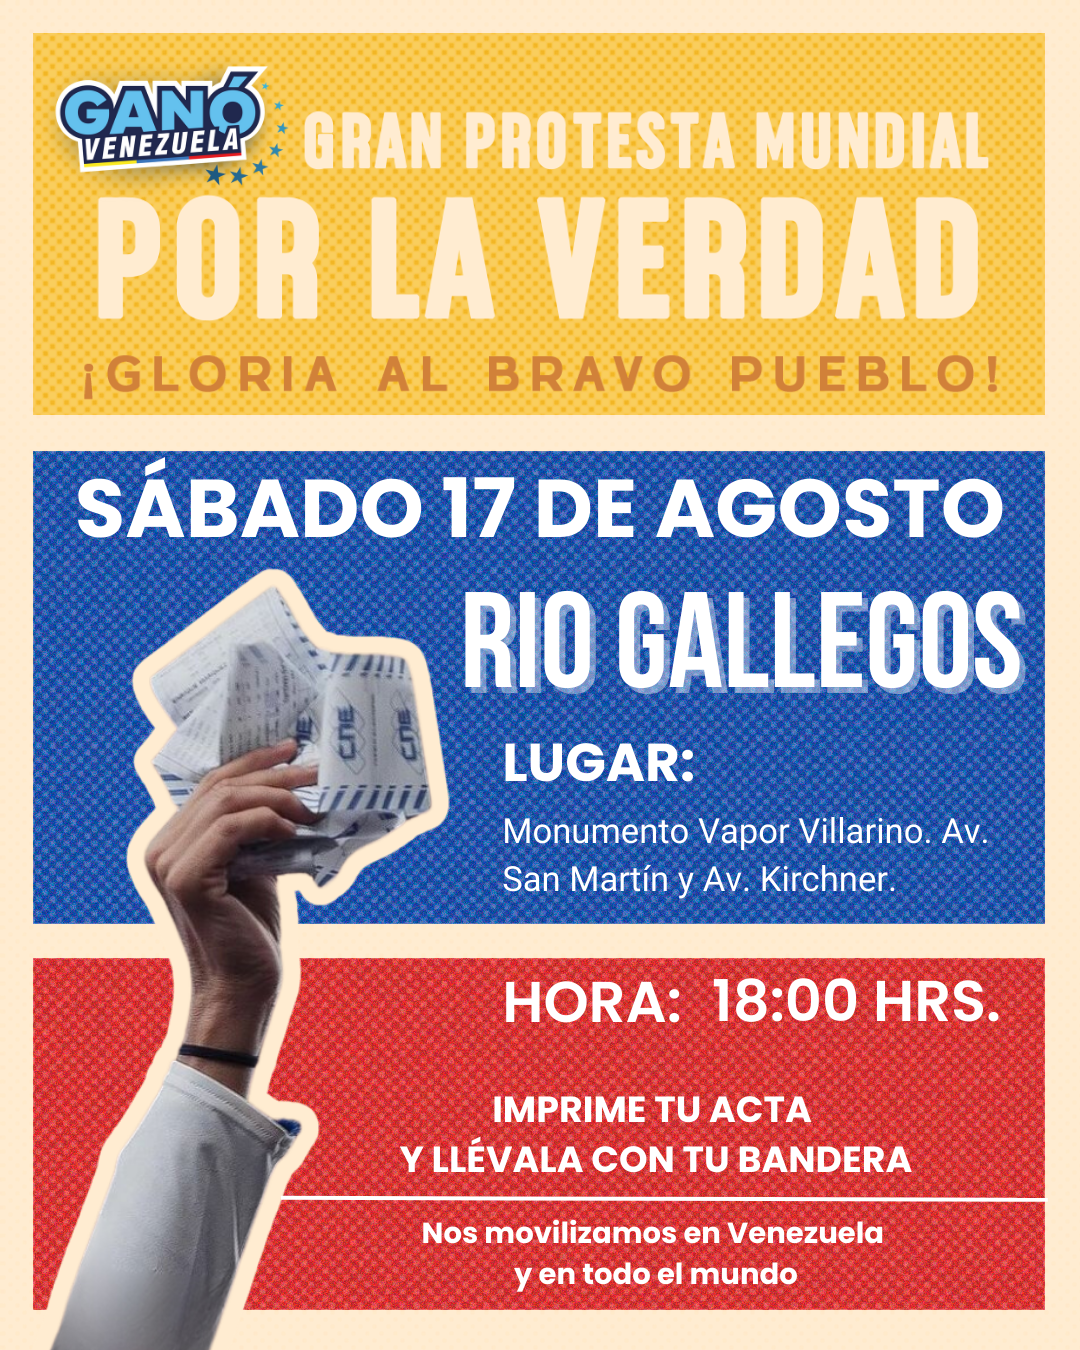 GANÓ
VENEZUELA
GRAN PROTESTA MUNDIAL
POR LA VERDAD
¡GLORIA AL BRAVO PUEBLO!
SÁBADO 17 DE AGOSTO
RIO GALLEGOS
CNE
CNE
LUGAR:
Monumento Vapor Villarino. Av.
San Martín y Av. Kirchner.
HORA: 18:00 HRS.
IMPRIME TU ACTA
Y LLÉVALA CON TU BANDERA
Nos movilizamos en Venezuela
y en todo el mundo